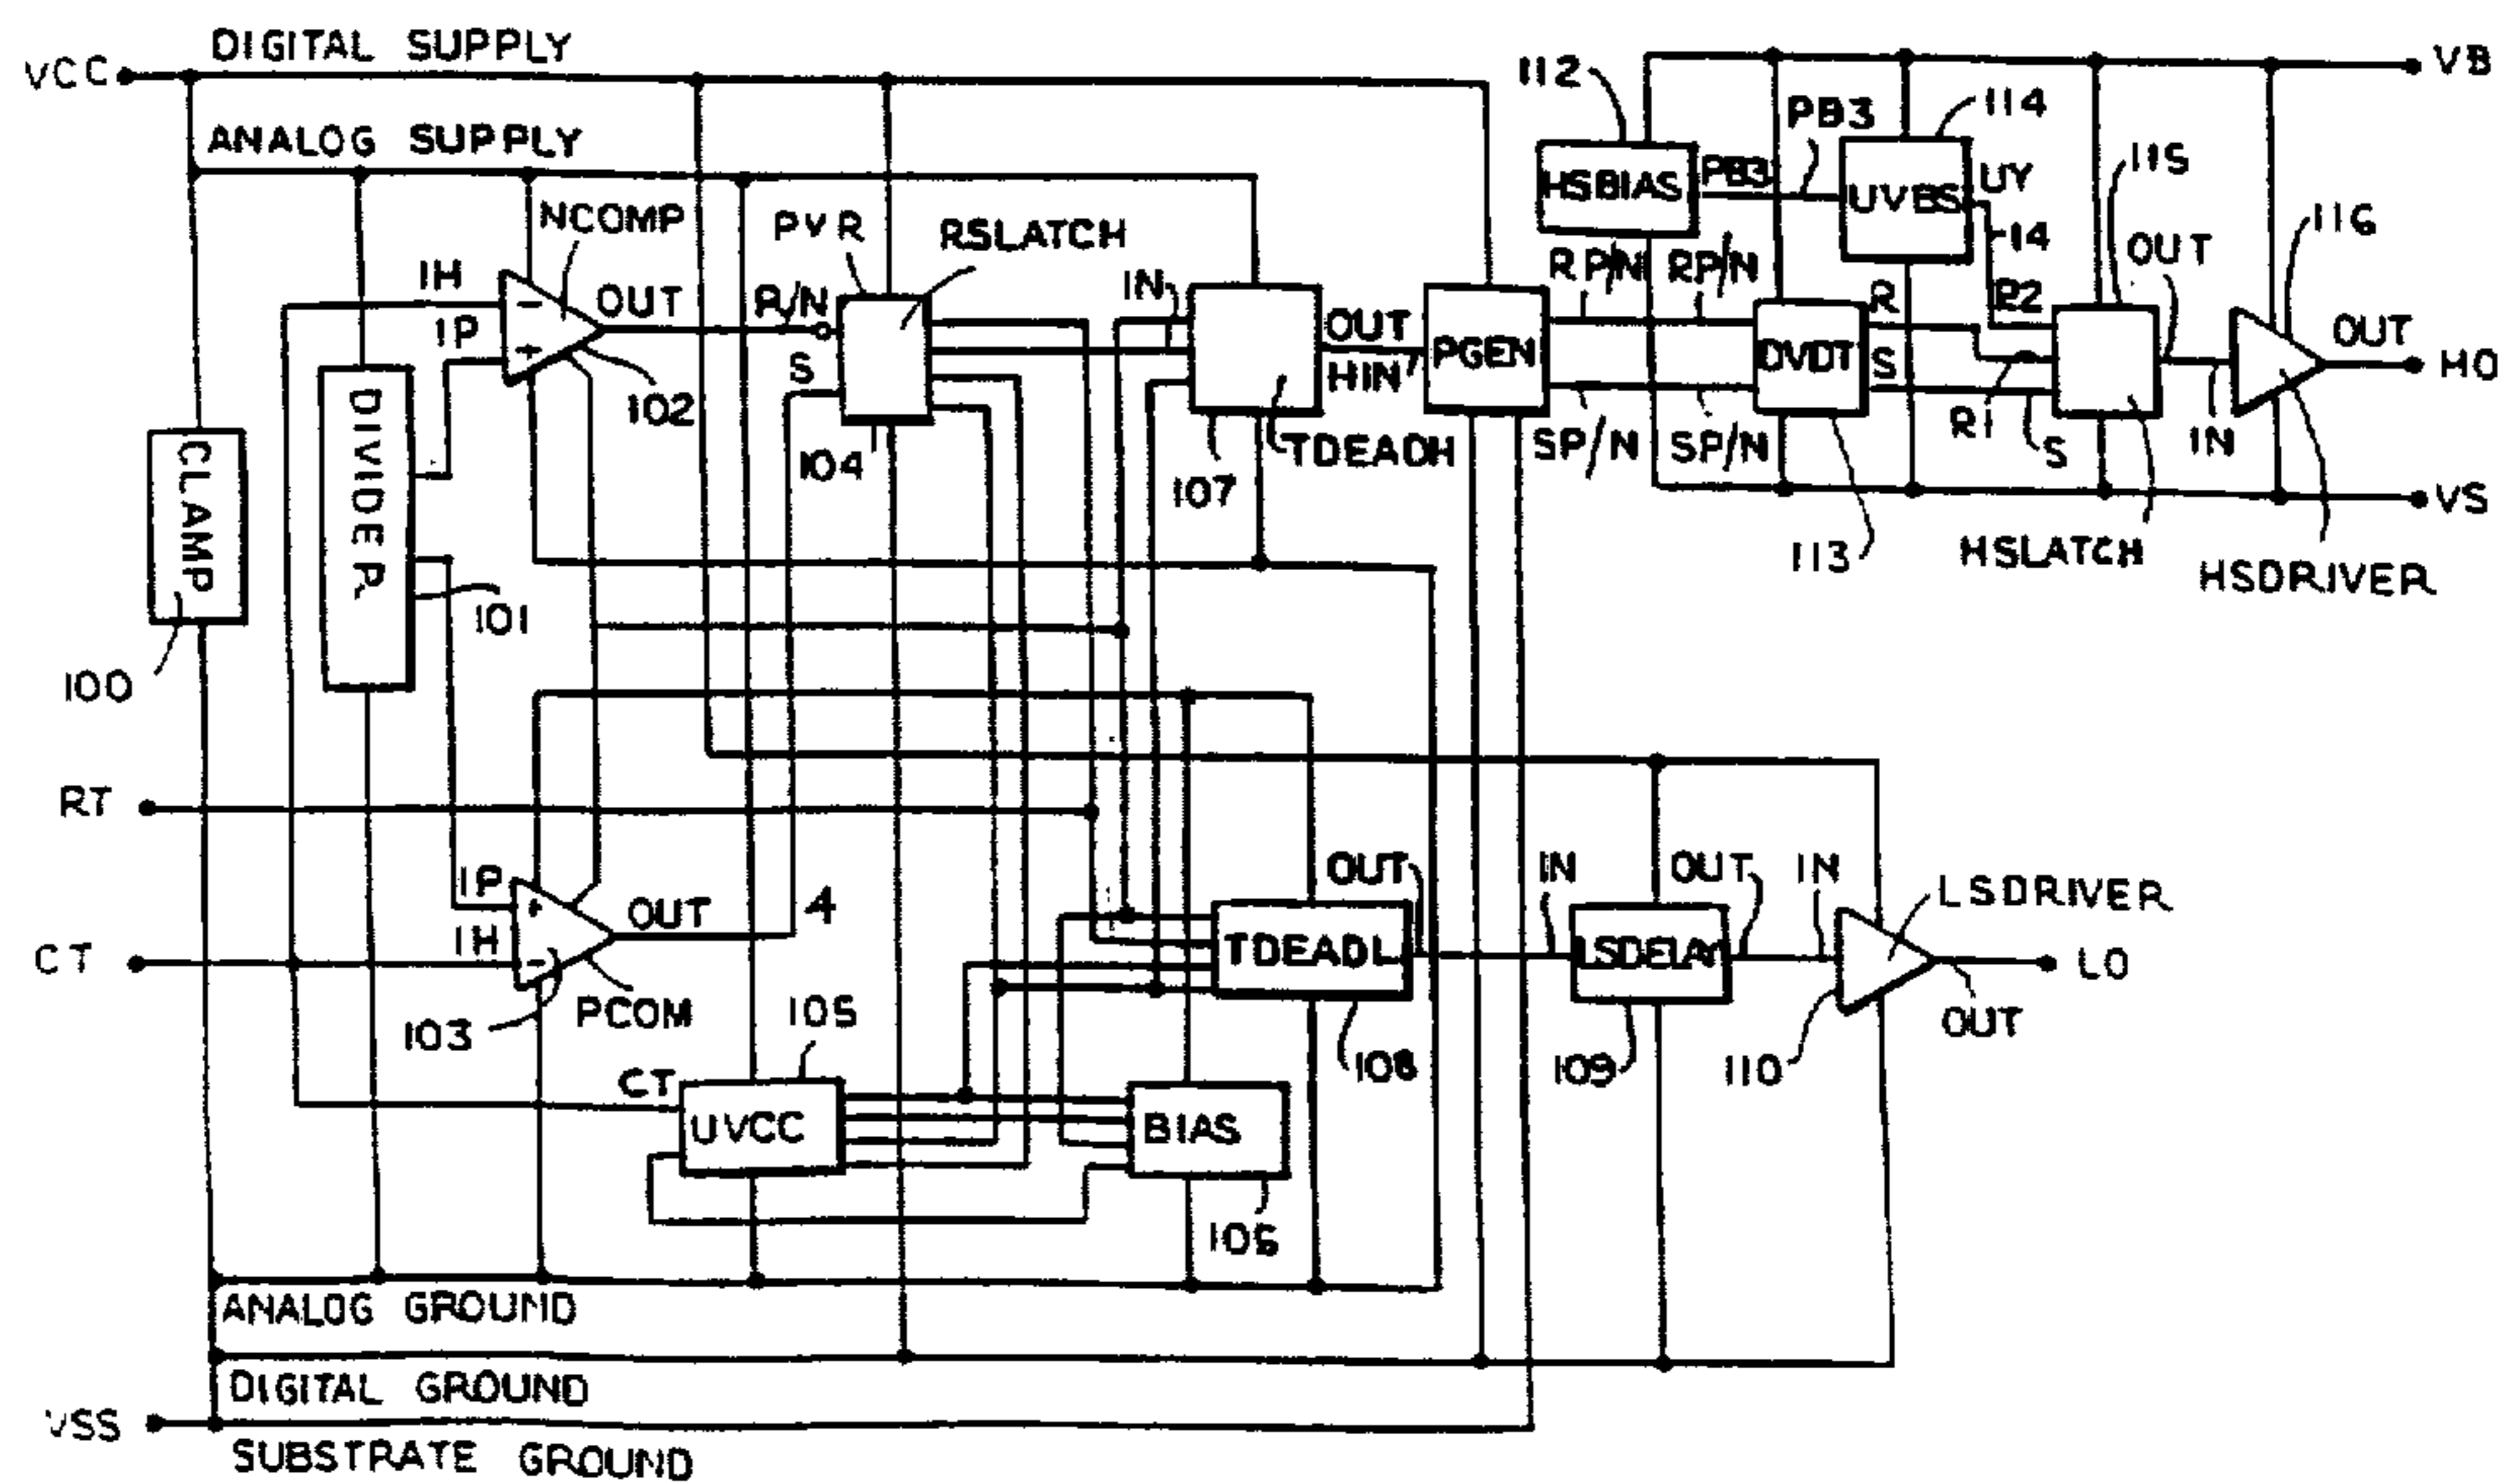 DIGITAL SUPPLY
VCC
VB
112
PB3
114
ANALOG SUPPLY
HSBIAS
PB3
UVBS
UY
115
NCOMP
PVR
RSLATCH
14
116
IH
OUT
R/N
IN
RP/N
RP/N
R
R2
OUT
IP
OUT
PGEN
DVDT
OUT
HO
S
HIN
S
DIVIDER
102
104
TDEADH
SP/N
SP/N
R1
S
IN
CLAMP
107
VS
113
HSLATCH
HSDRIVER
101
100
RT
IP
OUT
4
OUT
IN
OUT
IN
LSDRIVER
CT
IH
TDEADL
LSDELAY
LO
103
PCOM
105
108
109
110
OUT
CT
UVCC
BIAS
106
ANALOG GROUND
DIGITAL GROUND
VSS
SUBSTRATE GROUND